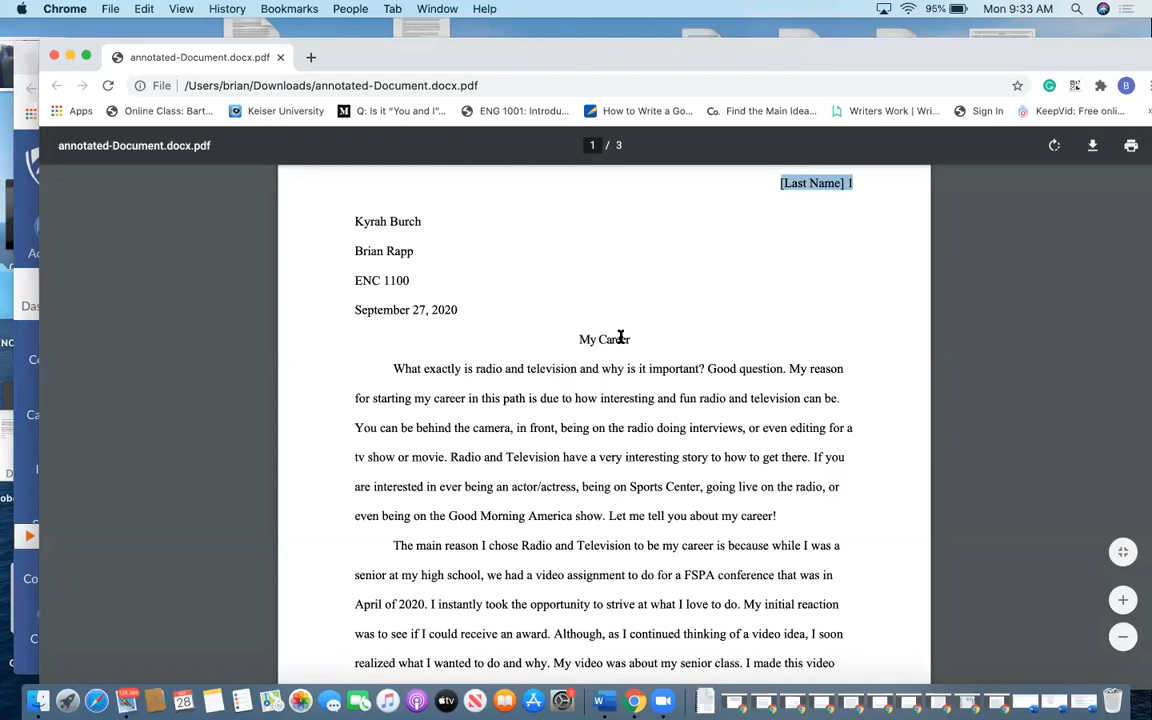 Chrome File Edit View History Bookmarks People Tab Window Help 95% Mon 9:33 AM
annotated-Document.docx.pdf
File /Users/brian/Downloads/annotated-Document.docx.pdf B
Apps Online Class: Bart... Keiser University Q: Is it "You and I"... ENG 1001: Introdu... How to Write a Go... Co. Find the Main Idea... Writers Work | Wri... Sign In KeepVid: Free onli...
annotated-Document.docx.pdf 1 / 3
[Last Name] 1
Kyrah Burch
Brian Rapp
ENC 1100
September 27, 2020
My Career
What exactly is radio and television and why is it important? Good question. My reason
for starting my career in this path is due to how interesting and fun radio and television can be.
You can be behind the camera, in front, being on the radio doing interviews, or even editing for a
tv show or movie. Radio and Television have a very interesting story to how to get there. If you
are interested in ever being an actor/actress, being on Sports Center, going live on the radio, or
even being on the Good Morning America show. Let me tell you about my career!
The main reason I chose Radio and Television to be my career is because while I was a
senior at my high school, we had a video assignment to do for a FSPA conference that was in
April of 2020. I instantly took the opportunity to strive at what I love to do. My initial reaction
was to see if I could receive an award. Although, as I continued thinking of a video idea, I soon
realized what I wanted to do and why. My video was about my senior class. I made this video